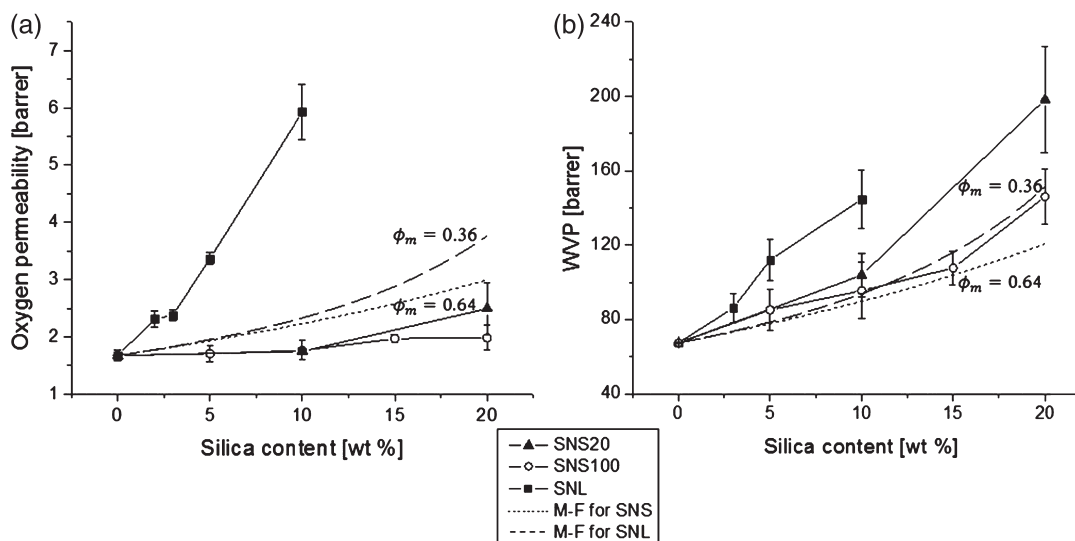 (a)
7
6
5
4
3
2
1
Oxygen permeability [barrer]
ϕm = 0.36
ϕm = 0.64
0 5 10 15 20
Silica content [wt %]
(b)
240
200
160
120
80
40
WVP [barrer]
ϕm = 0.36
ϕm = 0.64
0 5 10 15 20
Silica content [wt %]
SNS20
SNS100
SNL
M-F for SNS
M-F for SNL